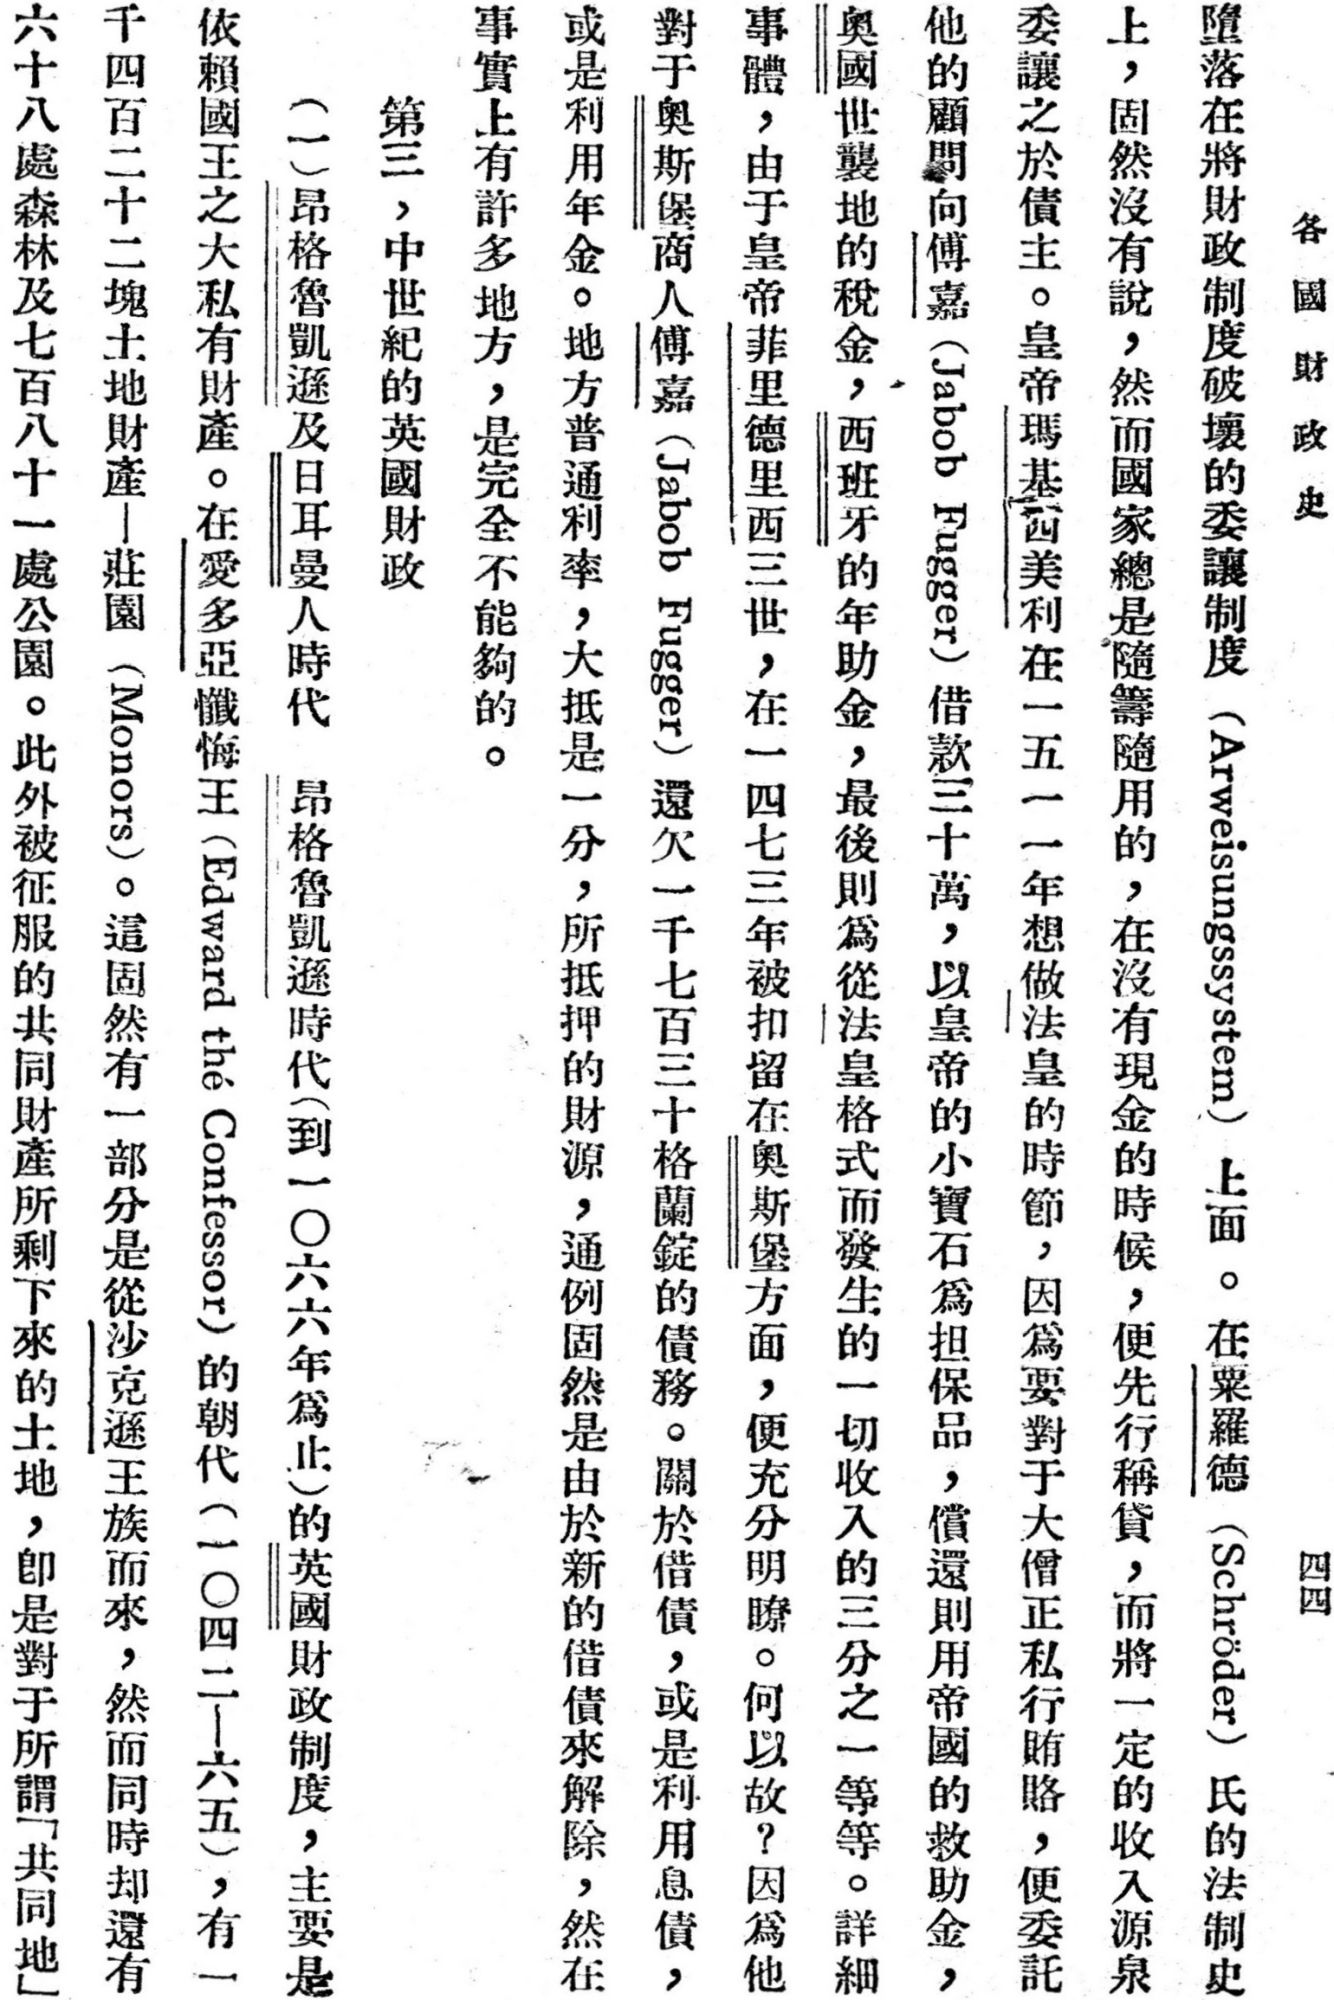 各國財政史
四四
墮落在將財政制度破壞的委讓制度（Arweisungssystem）上面。在粟羅德（Schröder）氏的法制史
上，固然沒有說，然而國家總是隨籌隨用的，在沒有現金的時候，便先行稱貸，而將一定的收入源泉
委讓之於債主。皇帝瑪基西美利在一五一一年想做法皇的時節，因爲要對于大僧正私行賄賂，便委託
他的顧問向傅嘉（Jabob Fugger）借款三十萬，以皇帝的小寶石爲担保品，償還則用帝國的救助金，
奧國世襲地的稅金，西班牙的年助金，最後則爲從法皇格式而發生的一切收入的三分之一等等。詳細
事體，由于皇帝菲里德里西三世，在一四七三年被扣留在奧斯堡方面，便充分明瞭。何以故？因爲他
對于奧斯堡商人傅嘉（Jabob Fugger）還欠一千七百三十格蘭錠的債務。關於借債，或是利用息債，
或是利用年金。地方普通利率，大抵是一分，所抵押的財源，通例固然是由於新的借債來解除，然在
事實上有許多地方，是完全不能夠的。
第三，中世紀的英國財政
（一）昂格魯凱遜及日耳曼人時代　昂格魯凱遜時代（到一〇六六年爲止）的英國財政制度，主要是
依賴國王之大私有財產。在愛多亞懺悔王（Edward thé Confessor）的朝代（一〇四二—六五），有一
千四百二十二塊土地財產—莊園（Monors）。這固然有一部分是從沙克遜王族而來，然而同時却還有
六十八處森林及七百八十一處公園。此外被征服的共同財產所剩下來的土地，卽是對于所謂「共同地」